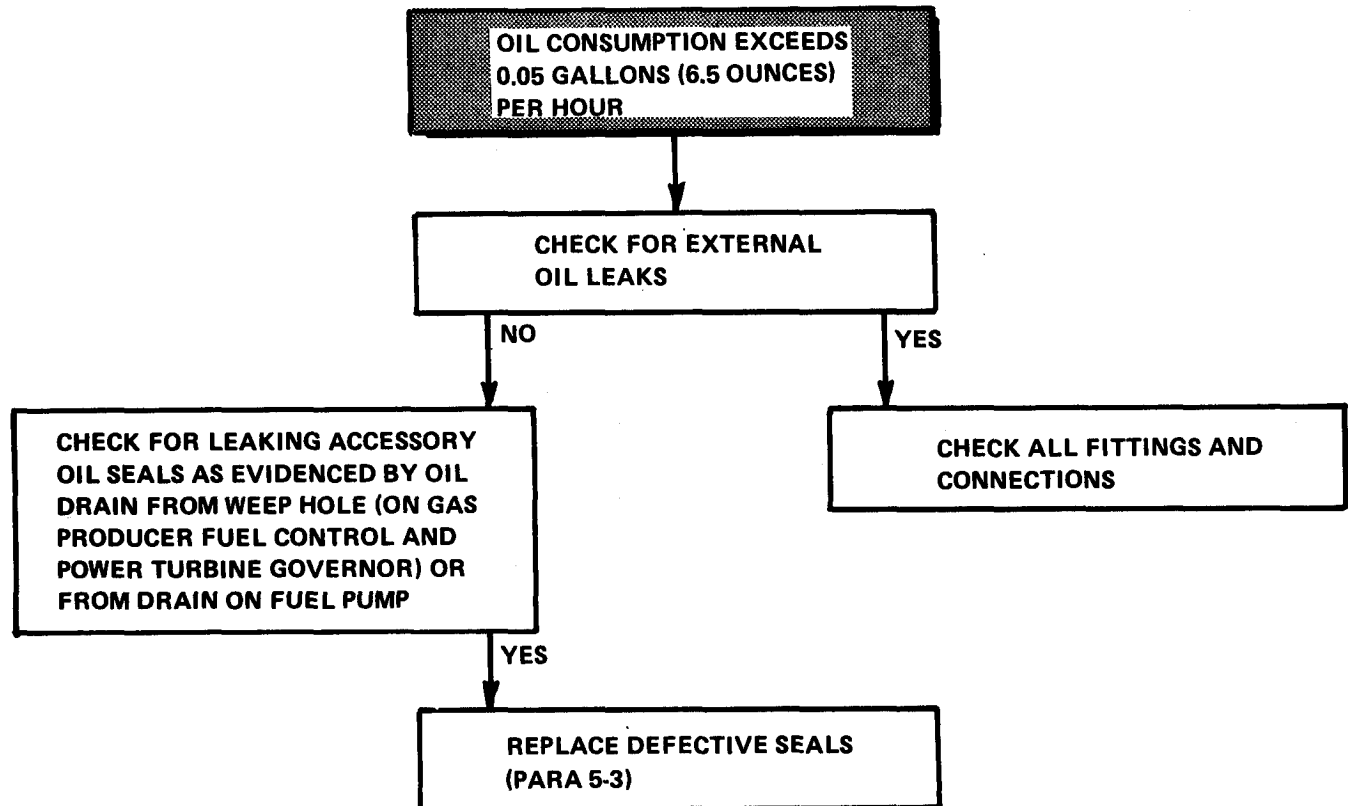 OIL CONSUMPTION EXCEEDS
0.05 GALLONS (6.5 OUNCES)
PER HOUR
CHECK FOR EXTERNAL
OIL LEAKS
NO
YES
CHECK FOR LEAKING ACCESSORY
OIL SEALS AS EVIDENCED BY OIL
DRAIN FROM WEEP HOLE (ON GAS
PRODUCER FUEL CONTROL AND
POWER TURBINE GOVERNOR) OR
FROM DRAIN ON FUEL PUMP
CHECK ALL FITTINGS AND
CONNECTIONS
YES
REPLACE DEFECTIVE SEALS
(PARA 5-3)